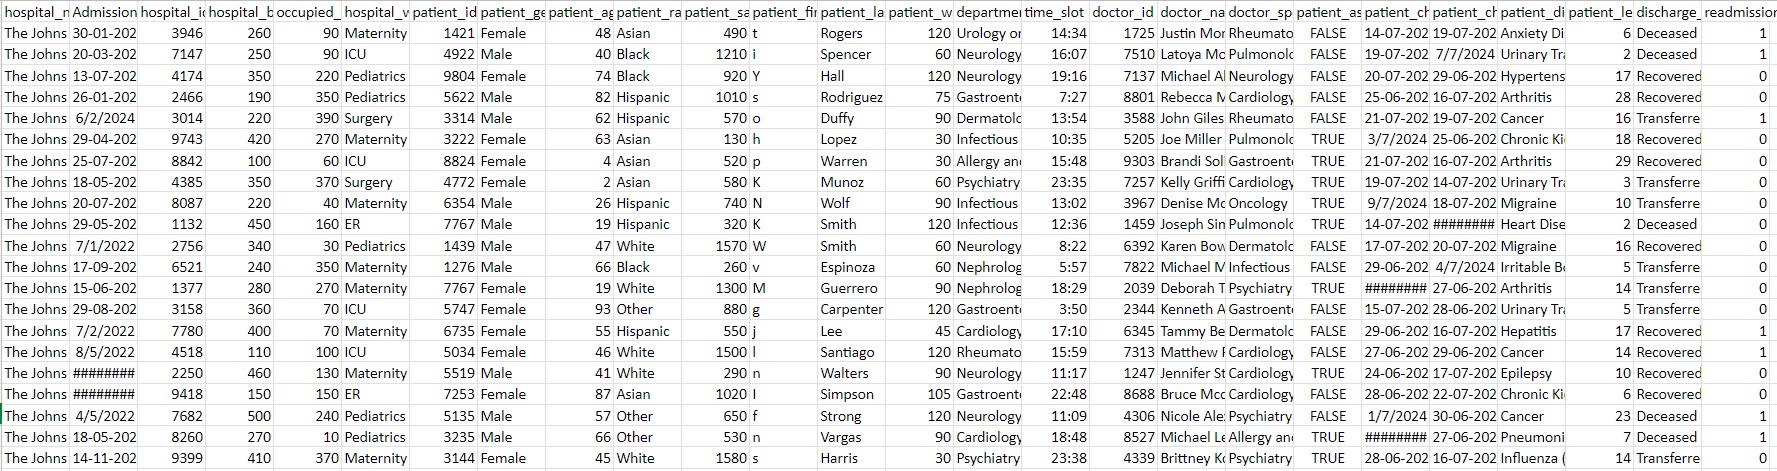 hospital_n Admission hospital_ic hospital_b occupied_ hospital_v patient_id patient_ge patient_ag patient_ra patient_sa patient_fir patient_la patient_w departmer time_slot doctor_id doctor_na doctor_sp patient_as patient_ch patient_ch patient_di patient_le discharge_ readmission
The Johns 30-01-202 3946 260 90 Maternity 1421 Female 48 Asian 490 t Rogers 120 Urology or 14:34 1725 Justin Mor Rheumato FALSE 14-07-202 19-07-202 Anxiety Di 6 Deceased 1
The Johns 20-03-202 7147 250 90 ICU 4922 Male 40 Black 1210 i Spencer 60 Neurology 16:07 7510 Latoya Mc Pulmonolc FALSE 19-07-202 7/7/2024 Urinary Tra 2 Deceased 1
The Johns 13-07-202 4174 350 220 Pediatrics 9804 Female 74 Black 920 Y Hall 120 Neurology 19:16 7137 Michael Al Neurology FALSE 20-07-202 29-06-202 Hypertens 17 Recovered 0
The Johns 26-01-202 2466 190 350 Pediatrics 5622 Male 82 Hispanic 1010 s Rodriguez 75 Gastroente 7:27 8801 Rebecca M Cardiology FALSE 25-06-202 16-07-202 Arthritis 28 Recovered 0
The Johns 6/2/2024 3014 220 390 Surgery 3314 Male 62 Hispanic 570 o Duffy 90 Dermatolc 13:54 3588 John Giles Rheumato FALSE 21-07-202 19-07-202 Cancer 16 Transferre 1
The Johns 29-04-202 9743 420 270 Maternity 3222 Female 63 Asian 130 h Lopez 30 Infectious 10:35 5205 Joe Miller Pulmonolc TRUE 3/7/2024 25-06-202 Chronic Ki 18 Recovered 0
The Johns 25-07-202 8842 100 60 ICU 8824 Female 4 Asian 520 p Warren 30 Allergy and 15:48 9303 Brandi Sol Gastroente TRUE 21-07-202 16-07-202 Arthritis 29 Recovered 0
The Johns 18-05-202 4385 350 370 Surgery 4772 Female 2 Asian 580 K Munoz 60 Psychiatry 23:35 7257 Kelly Griffi Cardiology TRUE 19-07-202 14-07-202 Urinary Tra 3 Transferre 0
The Johns 20-07-202 8087 220 40 Maternity 6354 Male 26 Hispanic 740 N Wolf 90 Infectious 13:02 3967 Denise Mc Oncology TRUE 9/7/2024 18-07-202 Migraine 10 Transferre 0
The Johns 29-05-202 1132 450 160 ER 7767 Male 19 Hispanic 320 K Smith 120 Infectious 12:36 1459 Joseph Sin Pulmonolc TRUE 14-07-202 ######## Heart Dise 2 Deceased 0
The Johns 7/1/2022 2756 340 30 Pediatrics 1439 Male 47 White 1570 W Smith 60 Neurology 8:22 6392 Karen Bow Dermatolc FALSE 17-07-202 20-07-202 Migraine 16 Recovered 0
The Johns 17-09-202 6521 240 350 Maternity 1276 Male 66 Black 260 v Espinoza 60 Nephrolog 5:57 7822 Michael M Infectious FALSE 29-06-202 4/7/2024 Irritable Bo 5 Transferre 0
The Johns 15-06-202 1377 280 270 Maternity 7767 Female 19 White 1300 M Guerrero 90 Nephrolog 18:29 2039 Deborah T Psychiatry TRUE ######## 27-06-202 Arthritis 14 Transferre 0
The Johns 29-08-202 3158 360 70 ICU 5747 Female 93 Other 880 g Carpenter 120 Gastroente 3:50 2344 Kenneth A Gastroente FALSE 15-07-202 28-06-202 Urinary Tra 5 Transferre 0
The Johns 7/2/2022 7780 400 70 Maternity 6735 Female 55 Hispanic 550 j Lee 45 Cardiology 17:10 6345 Tammy Be Dermatolc FALSE 29-06-202 16-07-202 Hepatitis 17 Recovered 1
The Johns 8/5/2022 4518 110 100 ICU 5034 Female 46 White 1500 l Santiago 120 Rheumato 15:59 7313 Matthew F Cardiology FALSE 27-06-202 29-06-202 Cancer 14 Recovered 1
The Johns ######## 2250 460 130 Maternity 5519 Male 41 White 290 n Walters 90 Neurology 11:17 1247 Jennifer St Cardiology TRUE 24-06-202 17-07-202 Epilepsy 10 Recovered 0
The Johns ######## 9418 150 150 ER 7253 Female 87 Asian 1020 l Simpson 105 Gastroente 22:48 8688 Bruce Mcc Cardiology FALSE 28-06-202 22-07-202 Chronic Ki 6 Recovered 0
The Johns 4/5/2022 7682 500 240 Pediatrics 5135 Male 57 Other 650 f Strong 120 Neurology 11:09 4306 Nicole Ale Psychiatry FALSE 1/7/2024 30-06-202 Cancer 23 Deceased 1
The Johns 18-05-202 8260 270 10 Pediatrics 3235 Male 66 Other 530 n Vargas 90 Cardiology 18:48 8527 Michael Le Allergy and TRUE ######## 27-06-202 Pneumoni 7 Deceased 1
The Johns 14-11-202 9399 410 370 Maternity 3144 Female 45 White 1580 s Harris 30 Psychiatry 23:38 4339 Brittney Ko Psychiatry TRUE 28-06-202 16-07-202 Influenza ( 14 Transferre 0